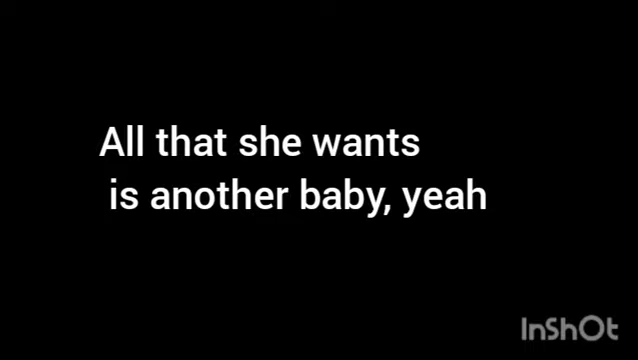 All that she wants
is another baby, yeah
InShOt